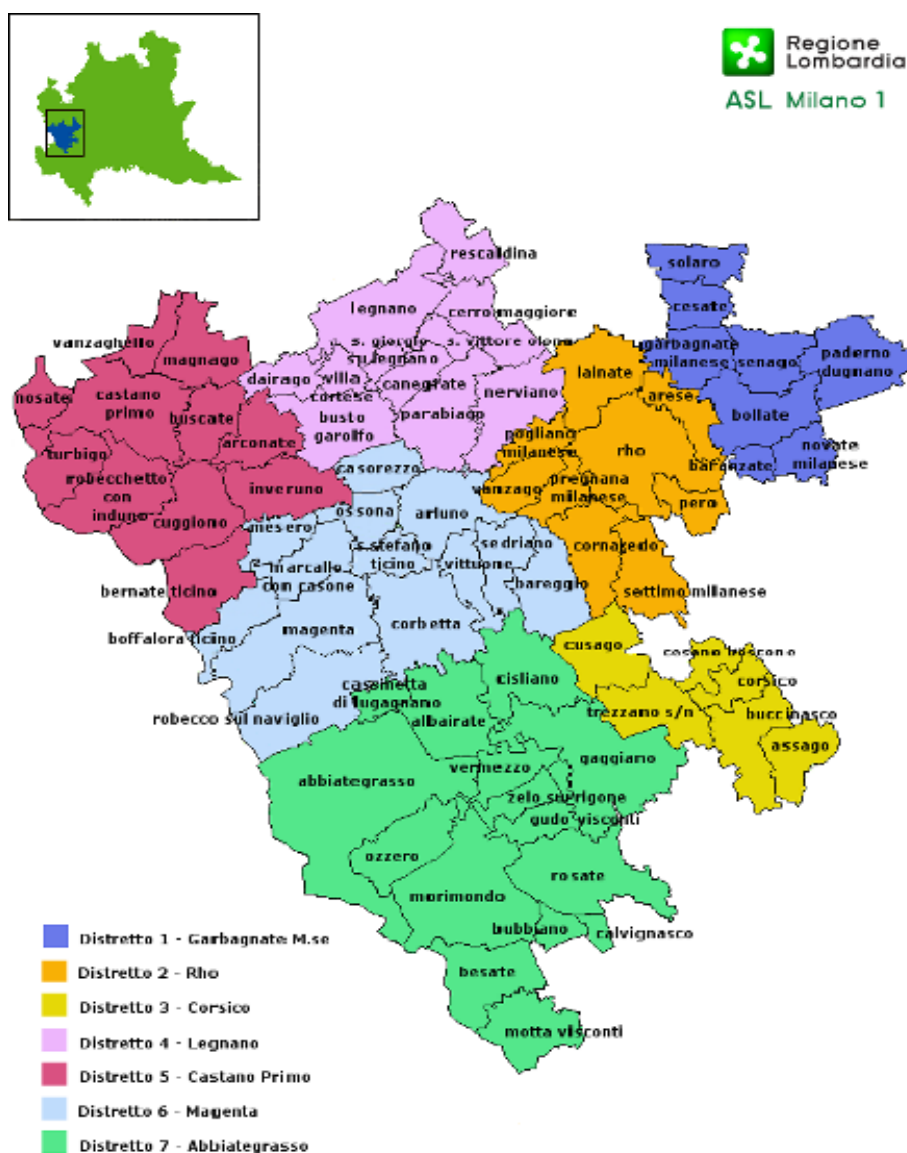 Regione
Lombardia
ASL Milano 1
rescaldina
solaro
legnano
cesate
cerro maggiore
vanzaghello
s. giorgio
su legnano
s. vittore olona
garbagnate
milanese
senago
paderno
dugnano
magnago
dairago
villa
cortese
canegrate
nerviano
lainate
arese
nosate
castano
primo
buscate
busto
garolfo
parabiago
bollate
arconate
pogliano
milanese
rho
novate
milanese
turbigo
casorezzo
baranzate
robecchetto
con
induno
inveruno
vanzago
pregnana
milanese
pero
ossona
arluno
cuggiono
mesero
s.stefano
ticino
sedriano
vittuone
cornaredo
marcallo
con casone
bareggio
bernate ticino
settimo milanese
boffalora ticino
magenta
corbetta
cusago
cesano boscone
corsico
cisliano
cassinetta
di lugagnano
robecco sul naviglio
albairate
trezzano s/n
buccinasco
assago
abbiategrasso
vermezzo
gaggiano
zelo surrigone
gudo visconti
ozzero
rosate
morimondo
bubbiano
calvignasco
besate
motta visconti
Distretto 1 - Garbagnate M.se
Distretto 2 - Rho
Distretto 3 - Corsico
Distretto 4 - Legnano
Distretto 5 - Castano Primo
Distretto 6 - Magenta
Distretto 7 - Abbiategrasso